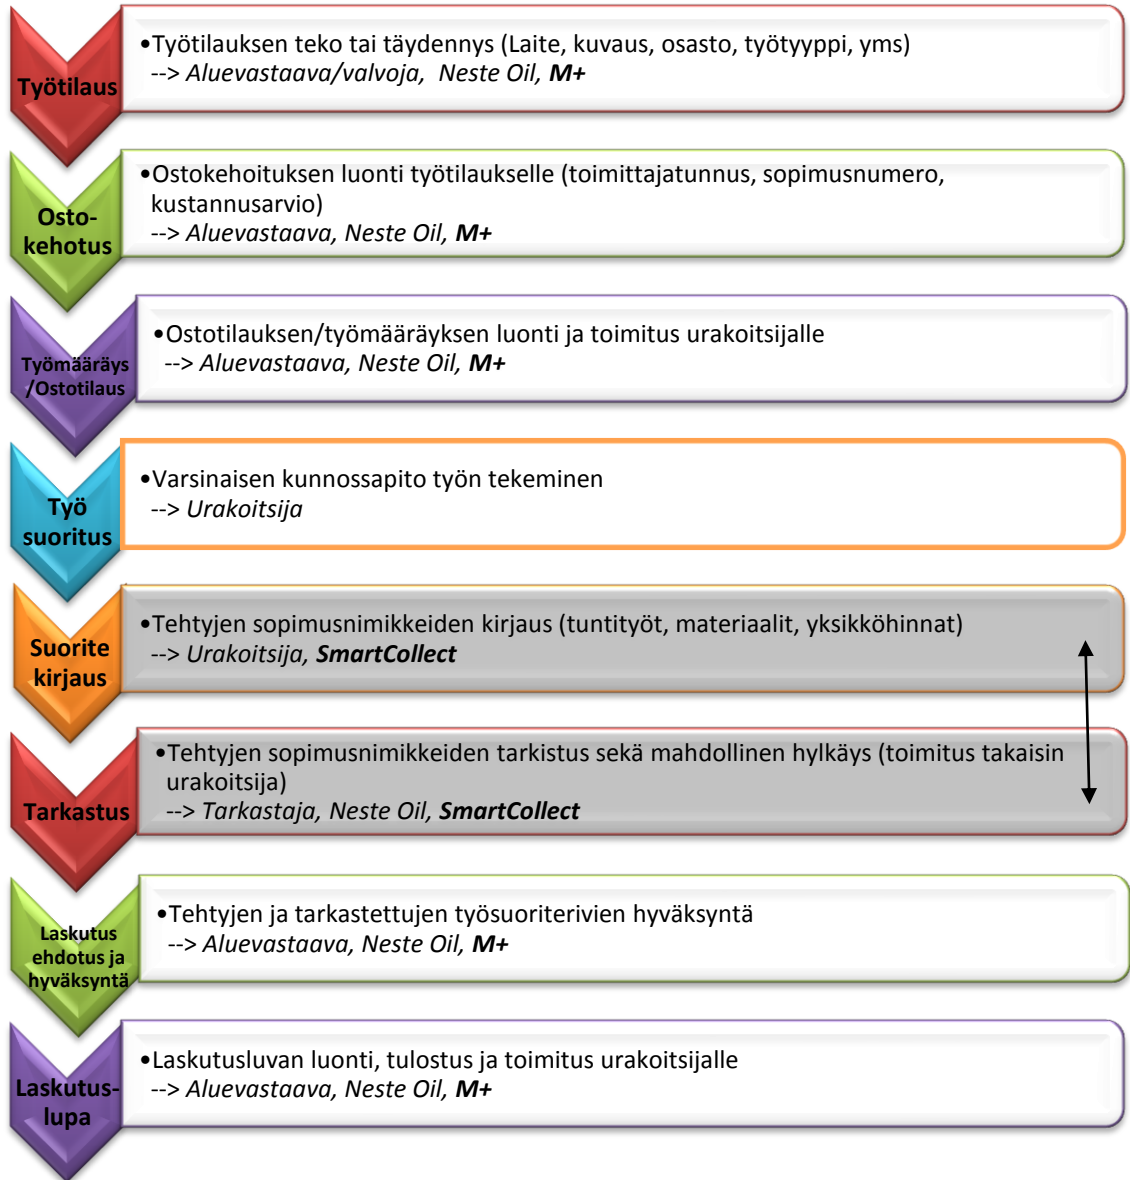 Työtilaus
•Työtilauksen teko tai täydennys (Laite, kuvaus, osasto, työtyyppi, yms)
--> Aluevastaava/valvoja, Neste Oil, M+
Osto-
kehotus
•Ostokehoituksen luonti työtilaukselle (toimittajatunnus, sopimusnumero,
kustannusarvio)
--> Aluevastaava, Neste Oil, M+
Työmääräys
/Ostotilaus
•Ostotilauksen/työmääräyksen luonti ja toimitus urakoitsijalle
--> Aluevastaava, Neste Oil, M+
Työ
suoritus
•Varsinaisen kunnossapito työn tekeminen
--> Urakoitsija
Suorite
kirjaus
•Tehtyjen sopimusnimikkeiden kirjaus (tuntityöt, materiaalit, yksikköhinnat)
--> Urakoitsija, SmartCollect
Tarkastus
•Tehtyjen sopimusnimikkeiden tarkistus sekä mahdollinen hylkäys (toimitus takaisin
urakoitsija)
--> Tarkastaja, Neste Oil, SmartCollect
Laskutus
ehdotus ja
hyväksyntä
•Tehtyjen ja tarkastettujen työsuoriterivien hyväksyntä
--> Aluevastaava, Neste Oil, M+
Laskutus-
lupa
•Laskutusluvan luonti, tulostus ja toimitus urakoitsijalle
--> Aluevastaava, Neste Oil, M+